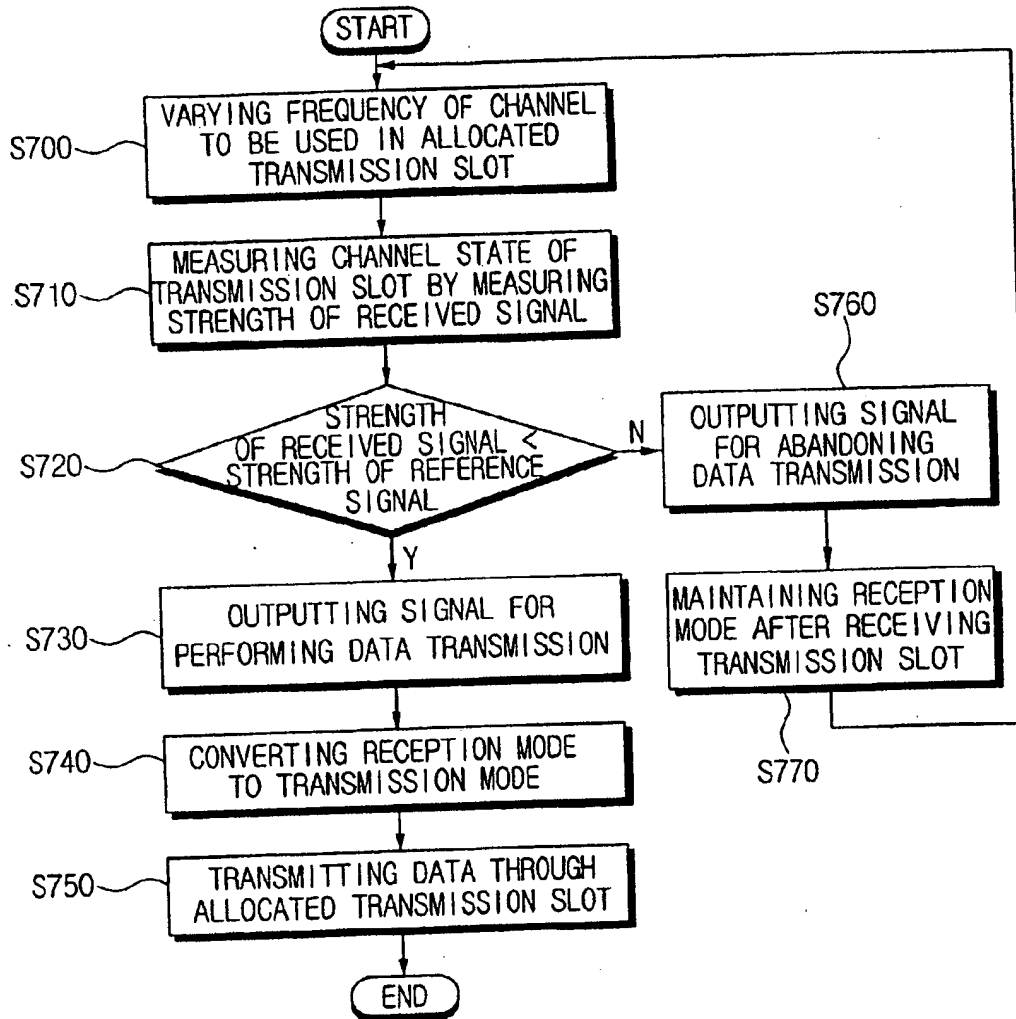 START
S700
VARYING FREQUENCY OF CHANNEL
TO BE USED IN ALLOCATED
TRANSMISSION SLOT
S710
MEASURING CHANNEL STATE OF
TRANSMISSION SLOT BY MEASURING
STRENGTH OF RECEIVED SIGNAL
S720
STRENGTH
OF RECEIVED SIGNAL <
STRENGTH OF REFERENCE
SIGNAL
N
Y
S760
OUTPUTTING SIGNAL
FOR ABANDONING
DATA TRANSMISSION
S730
OUTPUTTING SIGNAL FOR
PERFORMING DATA TRANSMISSION
MAINTAINING RECEPTION
MODE AFTER RECEIVING
TRANSMISSION SLOT
S770
S740
CONVERTING RECEPTION MODE
TO TRANSMISSION MODE
S750
TRANSMITTING DATA THROUGH
ALLOCATED TRANSMISSION SLOT
END